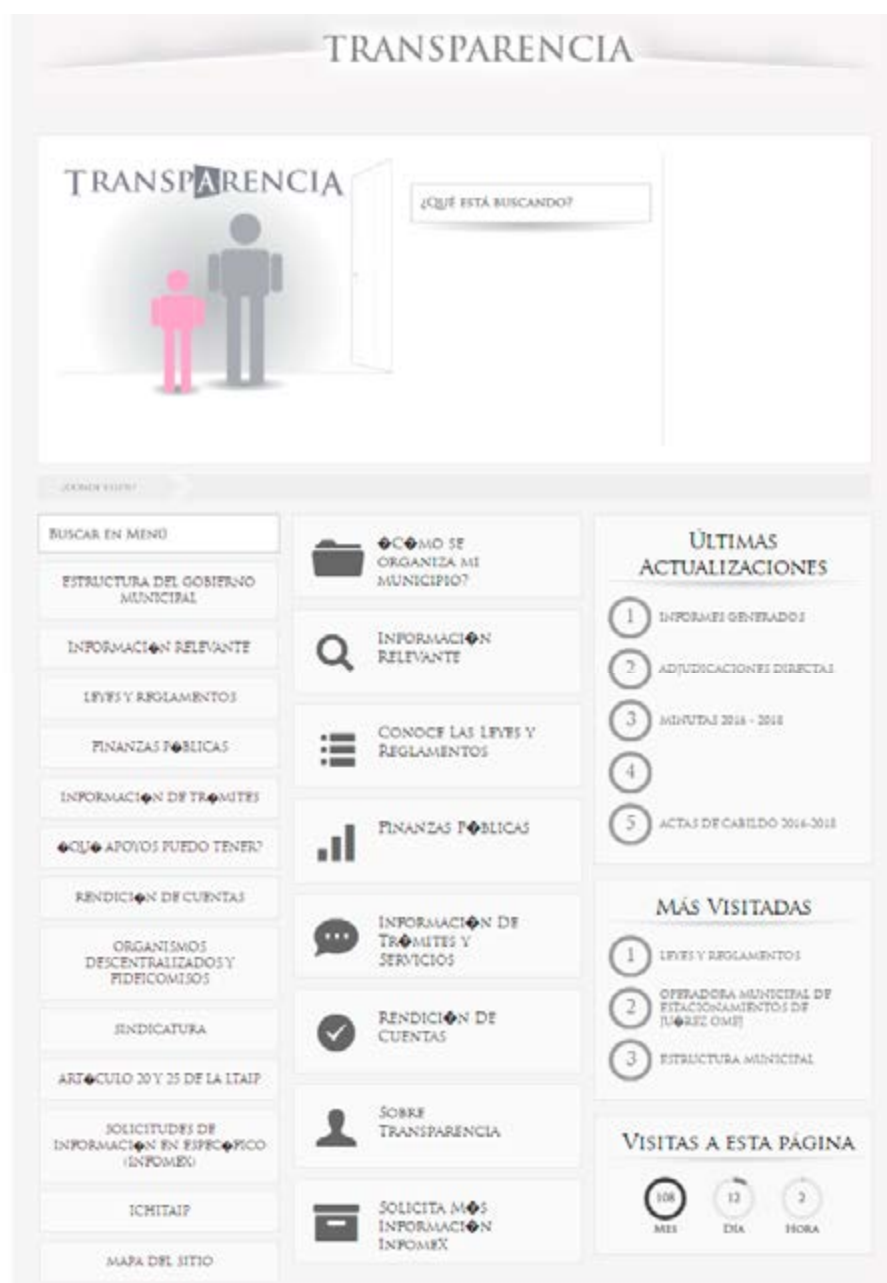 TRANSPARENCIA
TRANSPARENCIA
¿QUÉ ESTÁ BUSCANDO?
BUSCAR EN MENÚ
ESTRUCTURA DEL GOBIERNO
MUNICIPAL
INFORMACI�N RELEVANTE
LEYES Y REGLAMENTOS
FINANZAS P�BLICAS
INFORMACI�N DE TR�MITES
�QU� APOYOS PUEDO TENER?
RENDICI�N DE CUENTAS
ORGANISMOS
DESCENTRALIZADOS Y
FIDEICOMISOS
SINDICATURA
ART�CULO 20 Y 25 DE LA LTAIP
SOLICITUDES DE
INFORMACI�N EN ESPEC�FICO
(INFOMEX)
ICHITAIP
MAPA DEL SITIO
�C�MO SE
ORGANIZA MI
MUNICIPIO?
INFORMACI�N
RELEVANTE
CONOCE LAS LEYES Y
REGLAMENTOS
FINANZAS P�BLICAS
INFORMACI�N DE
TR�MITES Y
SERVICIOS
RENDICI�N DE
CUENTAS
SOBRE
TRANSPARENCIA
SOLICITA M�S
INFORMACI�N
INFOMEX
ÚLTIMAS
ACTUALIZACIONES
1 INFORMES GENERADOS
2 ADJUDICACIONES DIRECTAS
3 MINUTAS 2016 - 2018
4
5 ACTAS DE CABILDO 2016-2018
MÁS VISITADAS
1 LEYES Y REGLAMENTOS
2 OPERADORA MUNICIPAL DE
ESTACIONAMIENTOS DE
JU�REZ OMEJ
3 ESTRUCTURA MUNICIPAL
VISITAS A ESTA PÁGINA
108 12 2
MES DÍA HORA